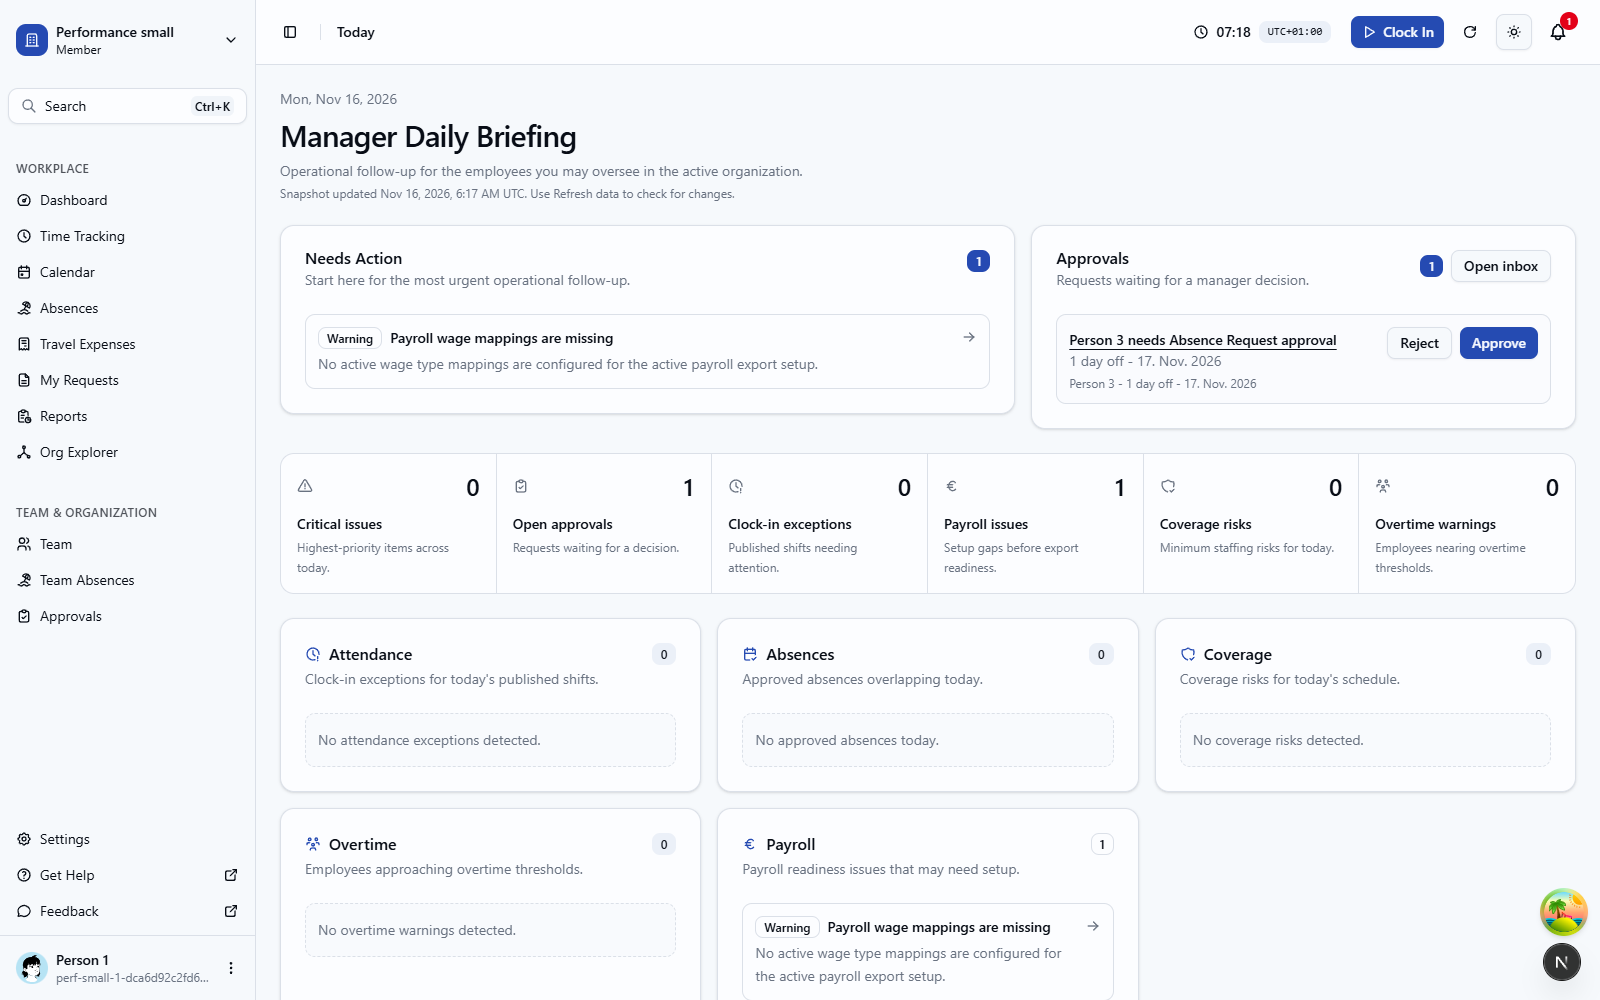 Performance small
Member
Search
Ctrl+K
WORKPLACE
Dashboard
Time Tracking
Calendar
Absences
Travel Expenses
My Requests
Reports
Org Explorer
TEAM & ORGANIZATION
Team
Team Absences
Approvals
Settings
Get Help
Feedback
Person 1
perf-small-1-dca6d92c2fd6...
Today
07:18
UTC+01:00
Clock In
1
Mon, Nov 16, 2026
Manager Daily Briefing
Operational follow-up for the employees you may oversee in the active organization.
Snapshot updated Nov 16, 2026, 6:17 AM UTC. Use Refresh data to check for changes.
Needs Action
1
Start here for the most urgent operational follow-up.
Warning
Payroll wage mappings are missing
No active wage type mappings are configured for the active payroll export setup.
Approvals
1
Open inbox
Requests waiting for a manager decision.
Person 3 needs Absence Request approval
Reject
Approve
1 day off - 17. Nov. 2026
Person 3 - 1 day off - 17. Nov. 2026
0
Critical issues
Highest-priority items across
today.
1
Open approvals
Requests waiting for a decision.
0
Clock-in exceptions
Published shifts needing
attention.
€
1
Payroll issues
Setup gaps before export
readiness.
0
Coverage risks
Minimum staffing risks for today.
0
Overtime warnings
Employees nearing overtime
thresholds.
Attendance
0
Clock-in exceptions for today's published shifts.
No attendance exceptions detected.
Absences
0
Approved absences overlapping today.
No approved absences today.
Coverage
0
Coverage risks for today's schedule.
No coverage risks detected.
Overtime
0
Employees approaching overtime thresholds.
No overtime warnings detected.
€
Payroll
1
Payroll readiness issues that may need setup.
Warning
Payroll wage mappings are missing
No active wage type mappings are configured for
the active payroll export setup.
N